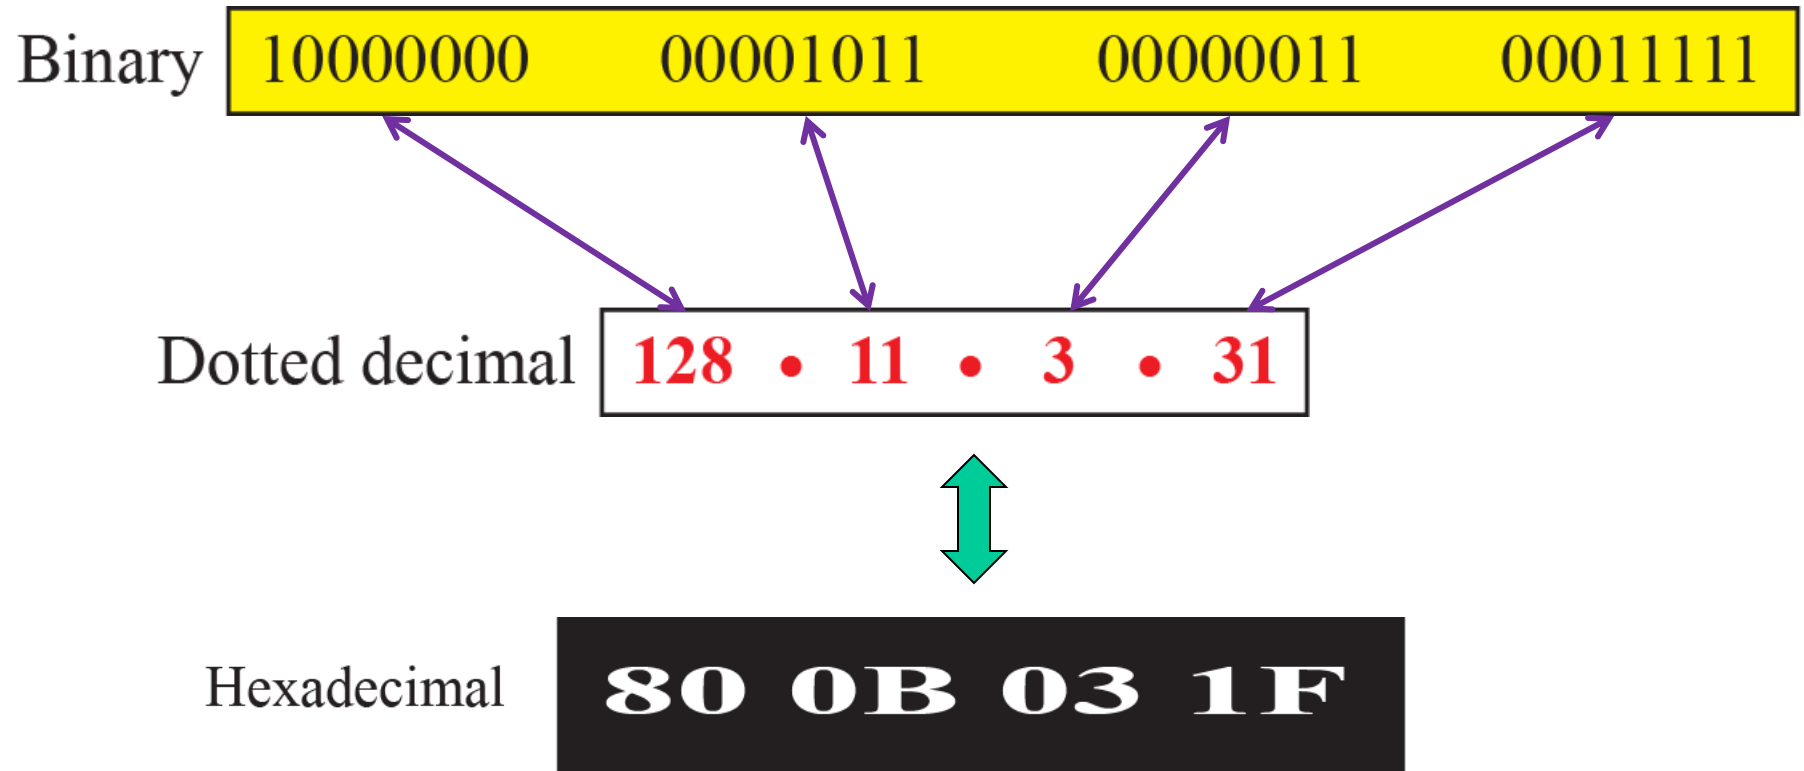 Binary 10000000 00001011 00000011 00011111
Dotted decimal 128 • 11 • 3 • 31
Hexadecimal 80 0B 03 1F